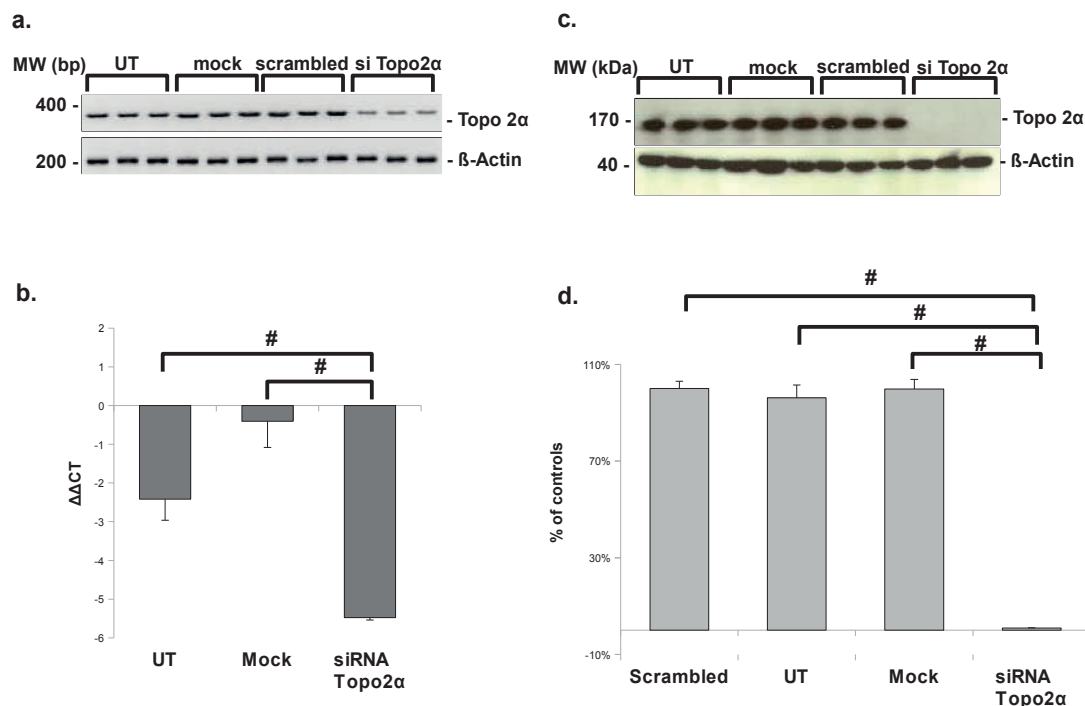 a.
MW (bp) UT mock scrambled si Topo2α
400 -
- Topo 2α
200 - - ß-Actin
c.
MW (kDa) UT mock scrambled si Topo 2α
170 - - Topo 2α
40 - - ß-Actin
b.
#
#
2
1
0
-1
-2
-3
-4
-5
-6
ΔΔCT
UT Mock siRNA
Topo2α
d.
#
#
#
110%
70%
30%
-10%
% of controls
Scrambled UT Mock siRNA
Topo2α